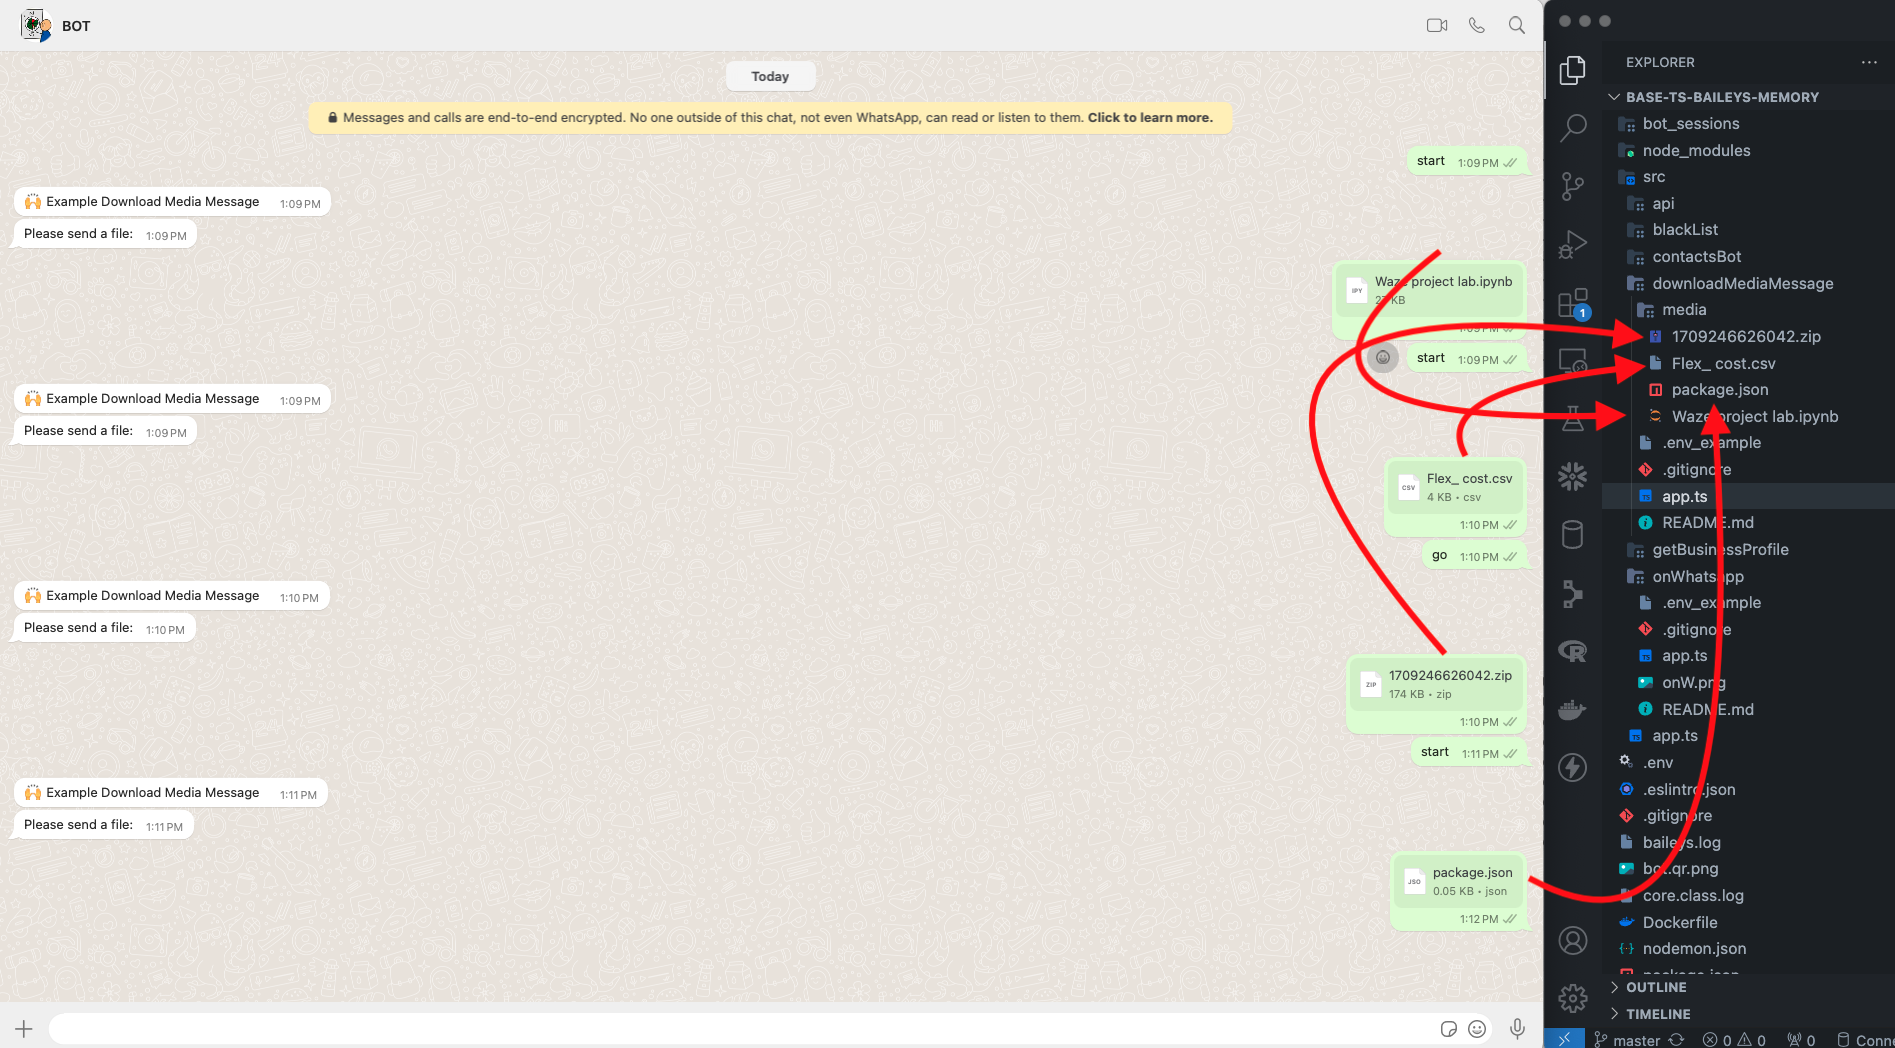 BOT
Today
Messages and calls are end-to-end encrypted. No one outside of this chat, not even WhatsApp, can read or listen to them. Click to learn more.
start 1:09 PM
🙌 Example Download Media Message 1:09 PM
Please send a file: 1:09 PM
IPY
Waze project lab.ipynb
27 KB
1:09 PM
start 1:09 PM
🙌 Example Download Media Message 1:09 PM
Please send a file: 1:09 PM
CSV
Flex_ cost.csv
4 KB • csv
1:10 PM
go 1:10 PM
🙌 Example Download Media Message 1:10 PM
Please send a file: 1:10 PM
ZIP
1709246626042.zip
174 KB • zip
1:10 PM
start 1:11 PM
🙌 Example Download Media Message 1:11 PM
Please send a file: 1:11 PM
JSO
package.json
0.05 KB • json
1:12 PM
EXPLORER
BASE-TS-BAILEYS-MEMORY
bot_sessions
node_modules
src
api
blackList
contactsBot
downloadMediaMessage
media
1709246626042.zip
Flex_ cost.csv
package.json
Waze project lab.ipynb
.env_example
.gitignore
app.ts
README.md
getBusinessProfile
onWhatsapp
.env_example
.gitignore
app.ts
onW.png
README.md
app.ts
.env
.eslintrc.json
.gitignore
baileys.log
bot.qr.png
core.class.log
Dockerfile
nodemon.json
package.json
OUTLINE
TIMELINE
1
master 0 0 0 Conne